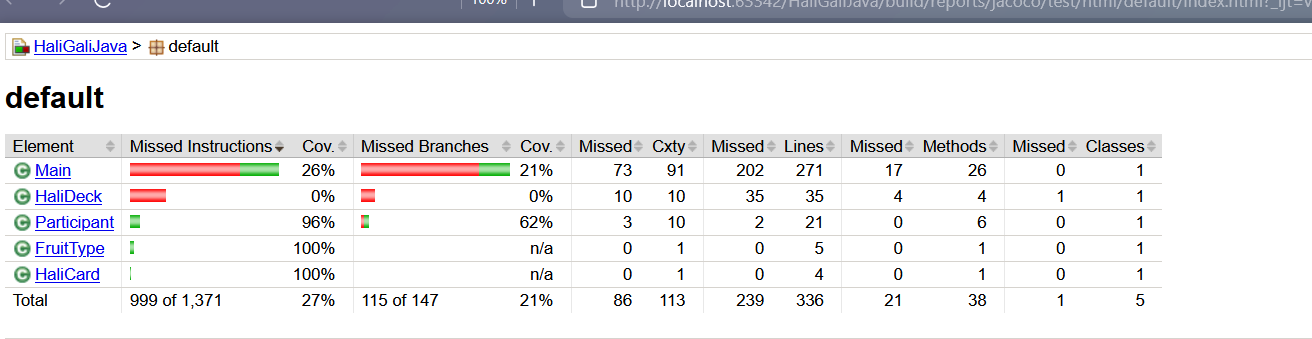 100%
http://localhost:63342/HaliGaliJava/build/reports/jacoco/test/html/default/index.html?_ijt=v
HaliGaliJava > default
default
Element Missed Instructions Cov. Missed Branches Cov. Missed Cxty Missed Lines Missed Methods Missed Classes
Main 26% 21% 73 91 202 271 17 26 0 1
HaliDeck 0% 0% 10 10 35 35 4 4 1 1
Participant 96% 62% 3 10 2 21 0 6 0 1
FruitType 100% n/a 0 1 0 5 0 1 0 1
HaliCard 100% n/a 0 1 0 4 0 1 0 1
Total 999 of 1,371 27% 115 of 147 21% 86 113 239 336 21 38 1 5